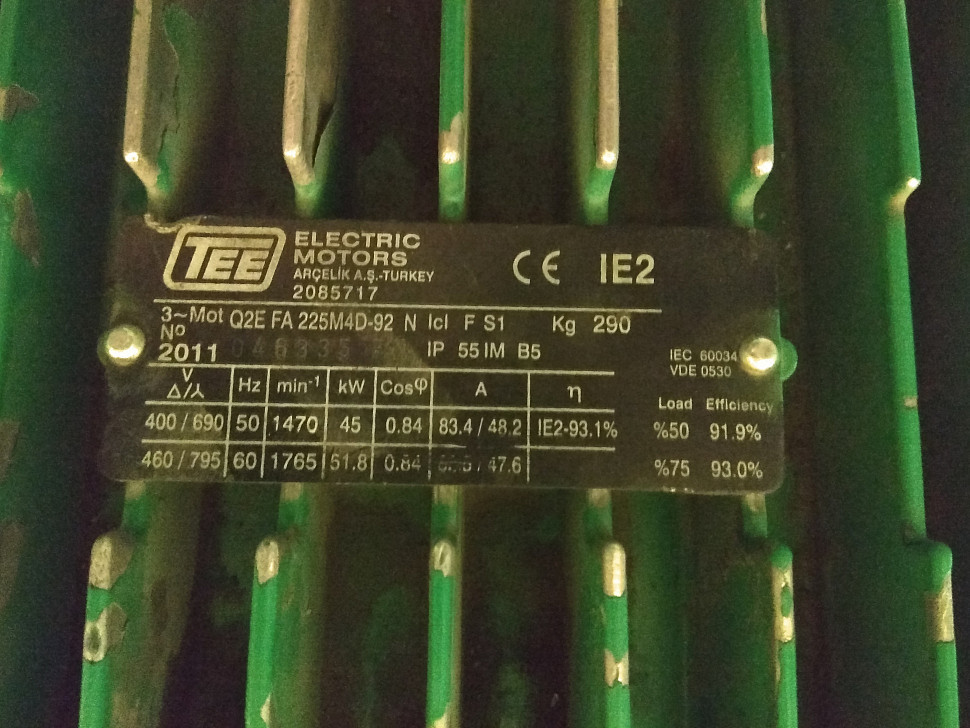 TEE ELECTRIC
MOTORS
ARÇELİK A.Ş.-TURKEY
2085717
CE IE2
3~Mot Q2E FA 225M4D-92 N Icl F S1 Kg 290
No
2011 IP 55 IM B5
IEC 60034
VDE 0530
V Δ/⅄ Hz min⁻¹ kW Cosφ A η
400 / 690 50 1470 45 0.84 83.4 / 48.2 IE2-93.1%
460 / 795 60 1765 51.8 0.84 / 47.6
Load Efficiency
%50 91.9%
%75 93.0%